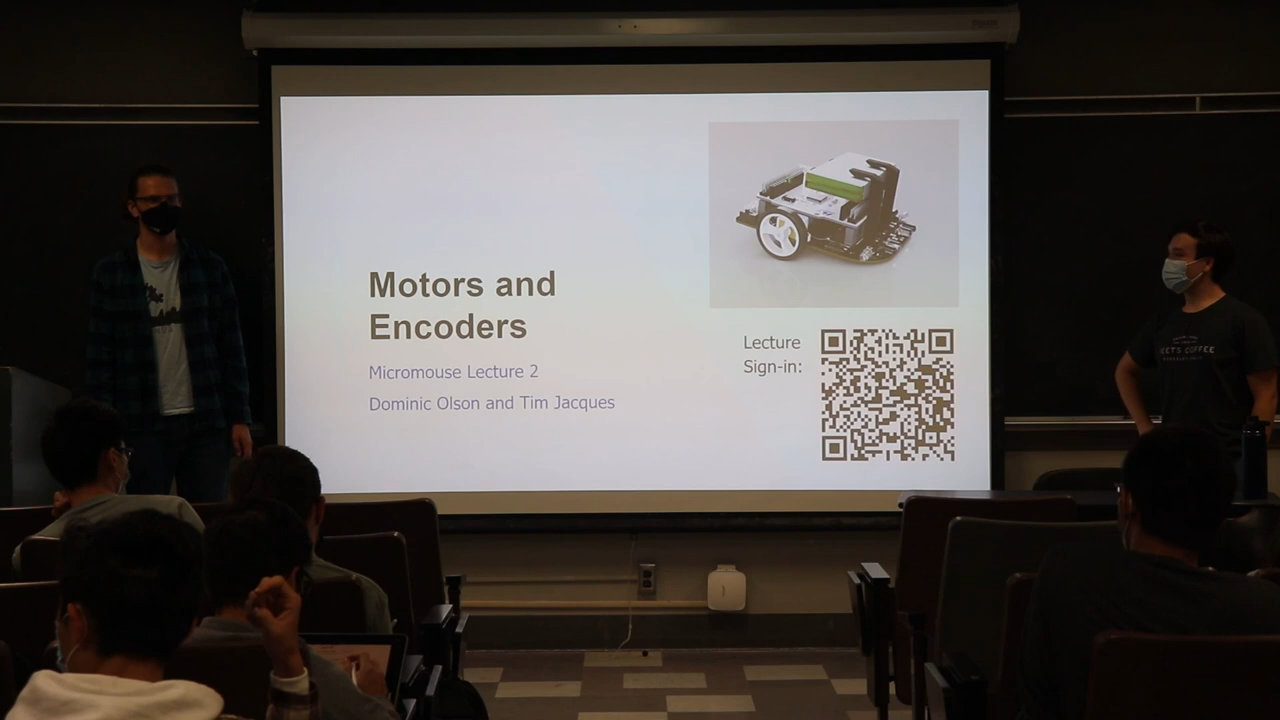 Motors and
Encoders
Micromouse Lecture 2
Dominic Olson and Tim Jacques
Lecture
Sign-in: